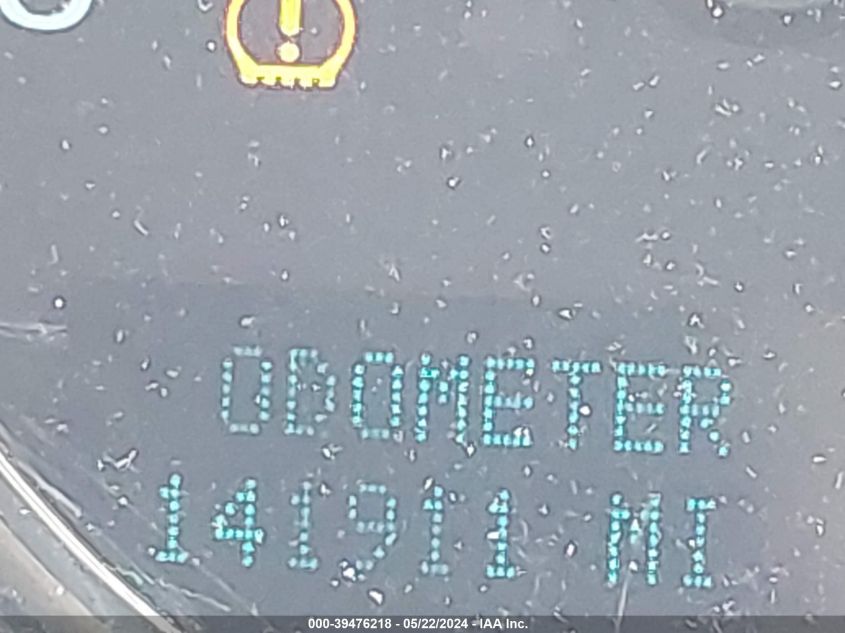 ODOMETER
141911 MI
000-39476218 - 05/22/2024 - IAA Inc.